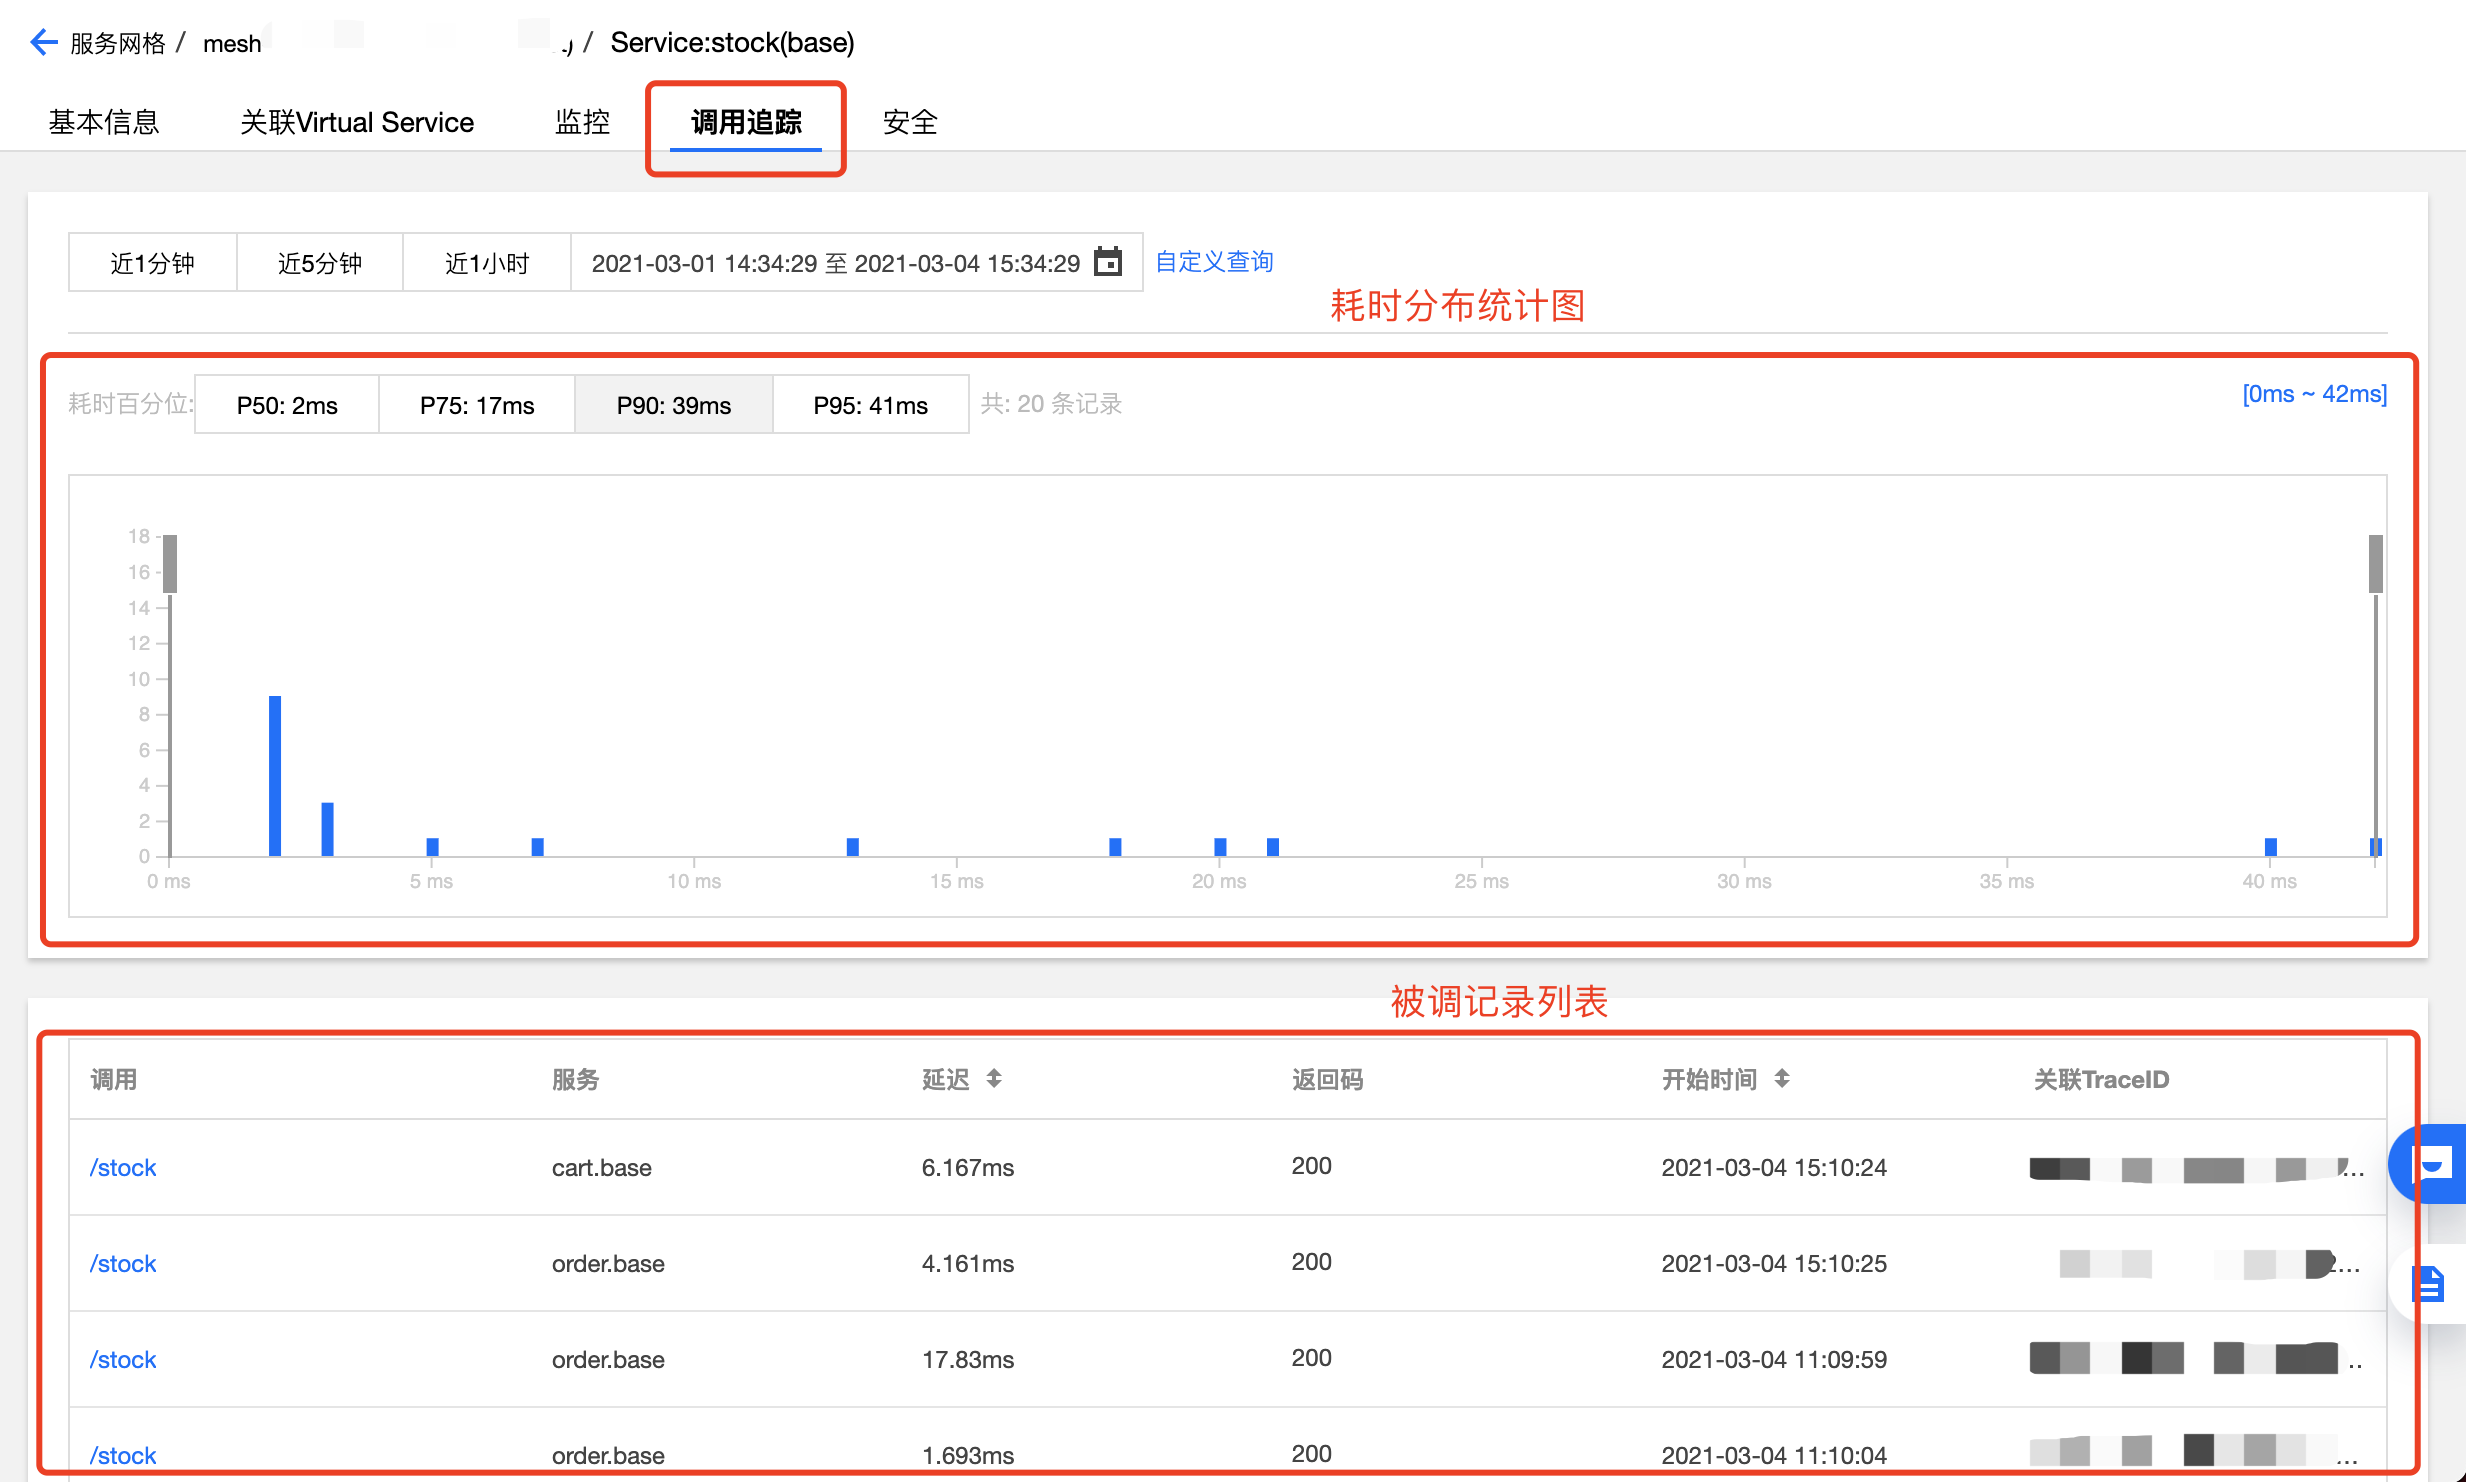 服务网格 / mesh / Service:stock(base)
基本信息 关联Virtual Service 监控 调用追踪 安全
近1分钟 近5分钟 近1小时 2021-03-01 14:34:29 至 2021-03-04 15:34:29 自定义查询
耗时分布统计图
耗时百分位: P50: 2ms P75: 17ms P90: 39ms P95: 41ms 共: 20 条记录 [0ms ~ 42ms]
18
16
14
12
10
8
6
4
2
0
0 ms 5 ms 10 ms 15 ms 20 ms 25 ms 30 ms 35 ms 40 ms
被调记录列表
调用 服务 延迟 返回码 开始时间 关联TraceID
/stock cart.base 6.167ms 200 2021-03-04 15:10:24 ...
/stock order.base 4.161ms 200 2021-03-04 15:10:25 ...
/stock order.base 17.83ms 200 2021-03-04 11:09:59 ..
/stock order.base 1.693ms 200 2021-03-04 11:10:04 ...